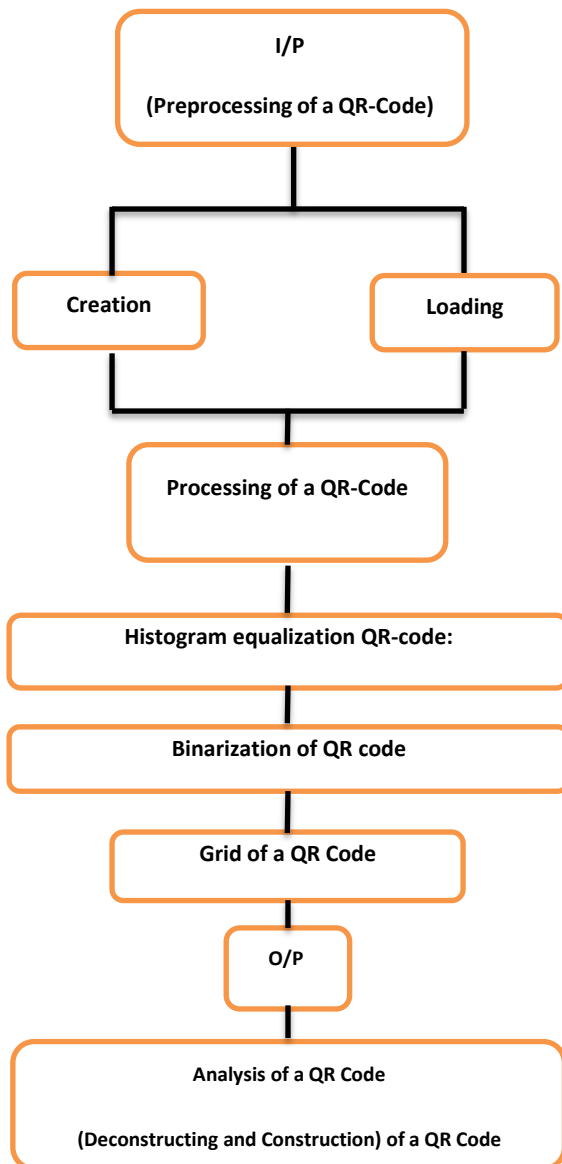 I/P
(Preprocessing of a QR-Code)
Creation
Loading
Processing of a QR-Code
Histogram equalization QR-code:
Binarization of QR code
Grid of a QR Code
O/P
Analysis of a QR Code
(Deconstructing and Construction) of a QR Code